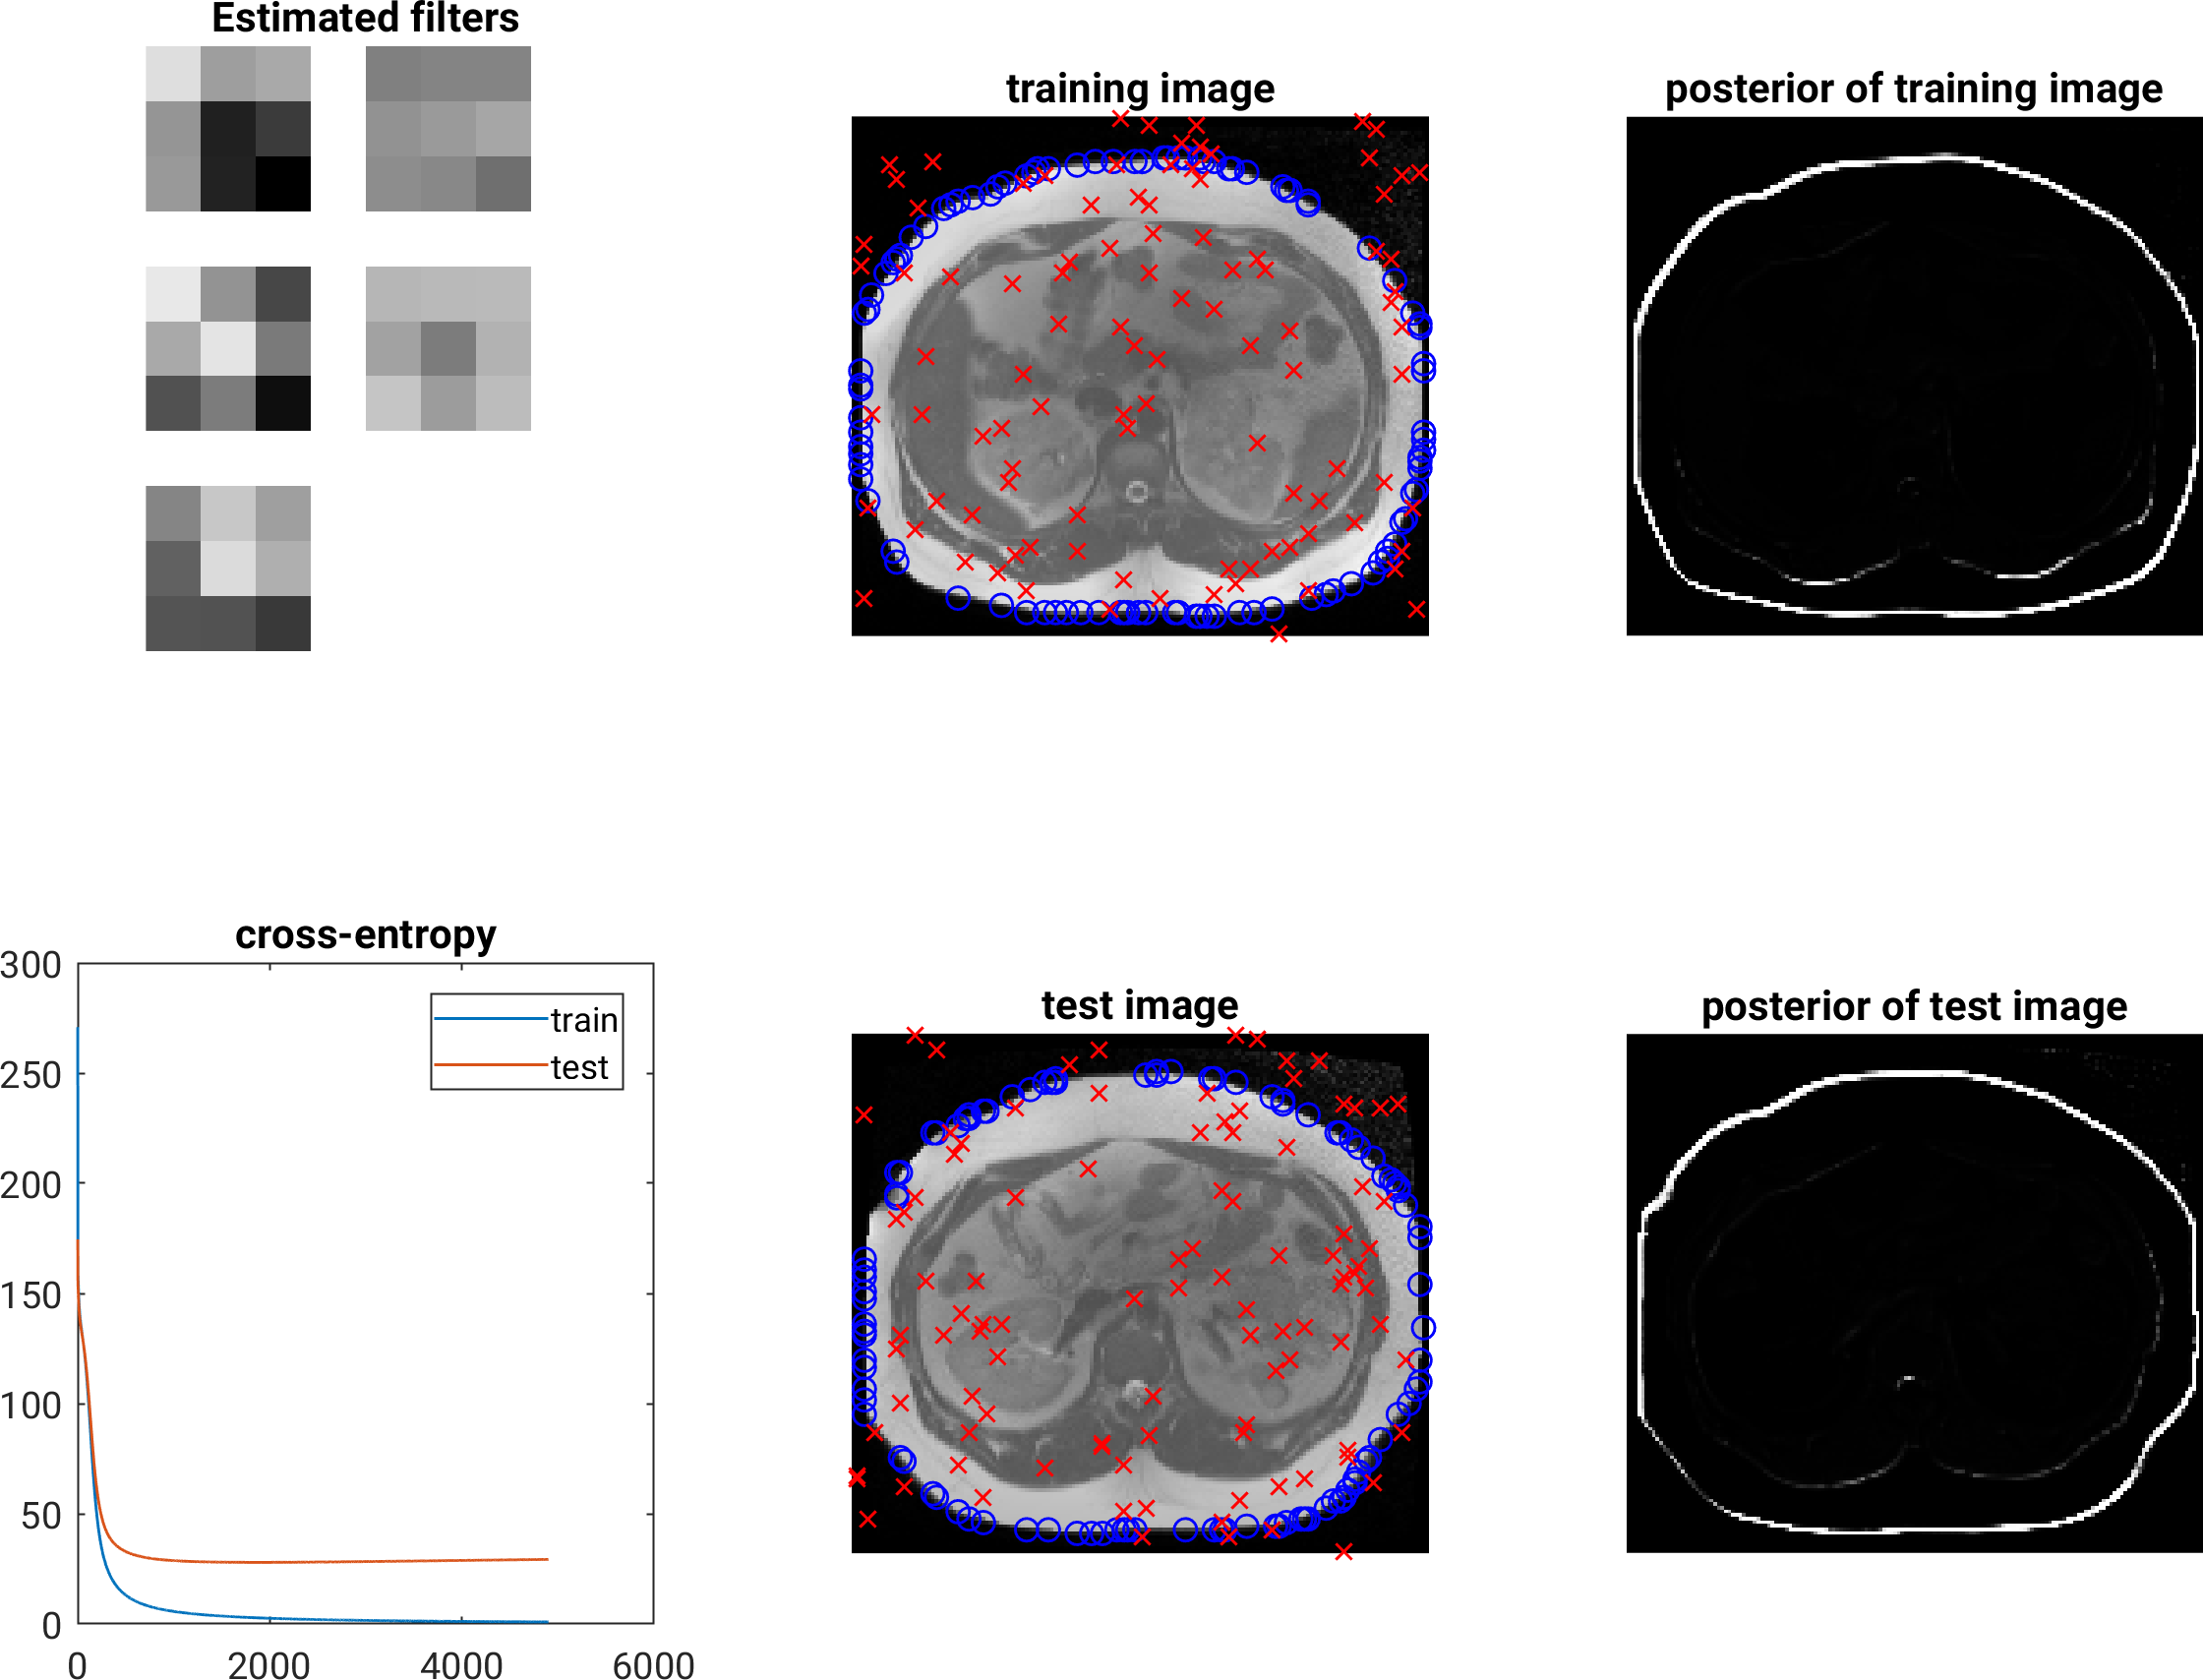 Estimated filters
training image
posterior of training image
cross-entropy
300
250
200
150
100
50
0
0 2000 4000 6000
train
test
test image
posterior of test image